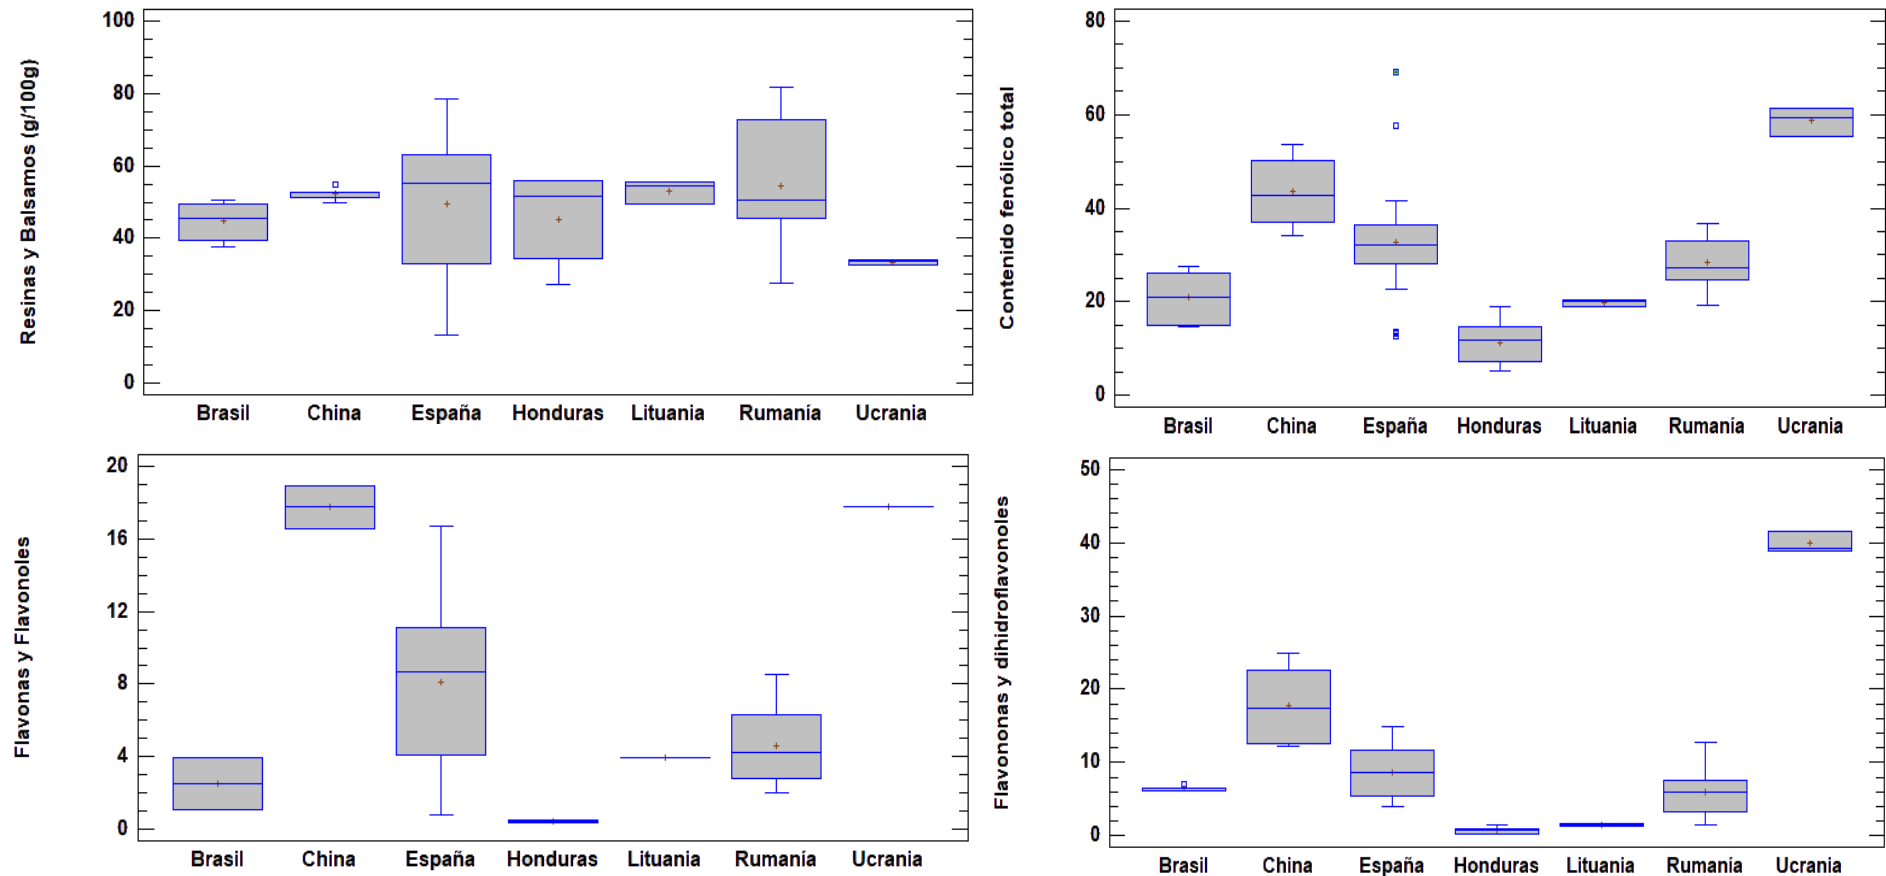 Resinas y Balsamos (g/100g)
100
80
60
40
20
0
Brasil China España Honduras Lituania Rumanía Ucrania
Contenido fenólico total
80
60
40
20
0
Brasil China España Honduras Lituania Rumanía Ucrania
Flavonas y Flavonoles
20
16
12
8
4
0
Brasil China España Honduras Lituania Rumanía Ucrania
Flavononas y dihidroflavonoles
50
40
30
20
10
0
Brasil China España Honduras Lituania Rumanía Ucrania